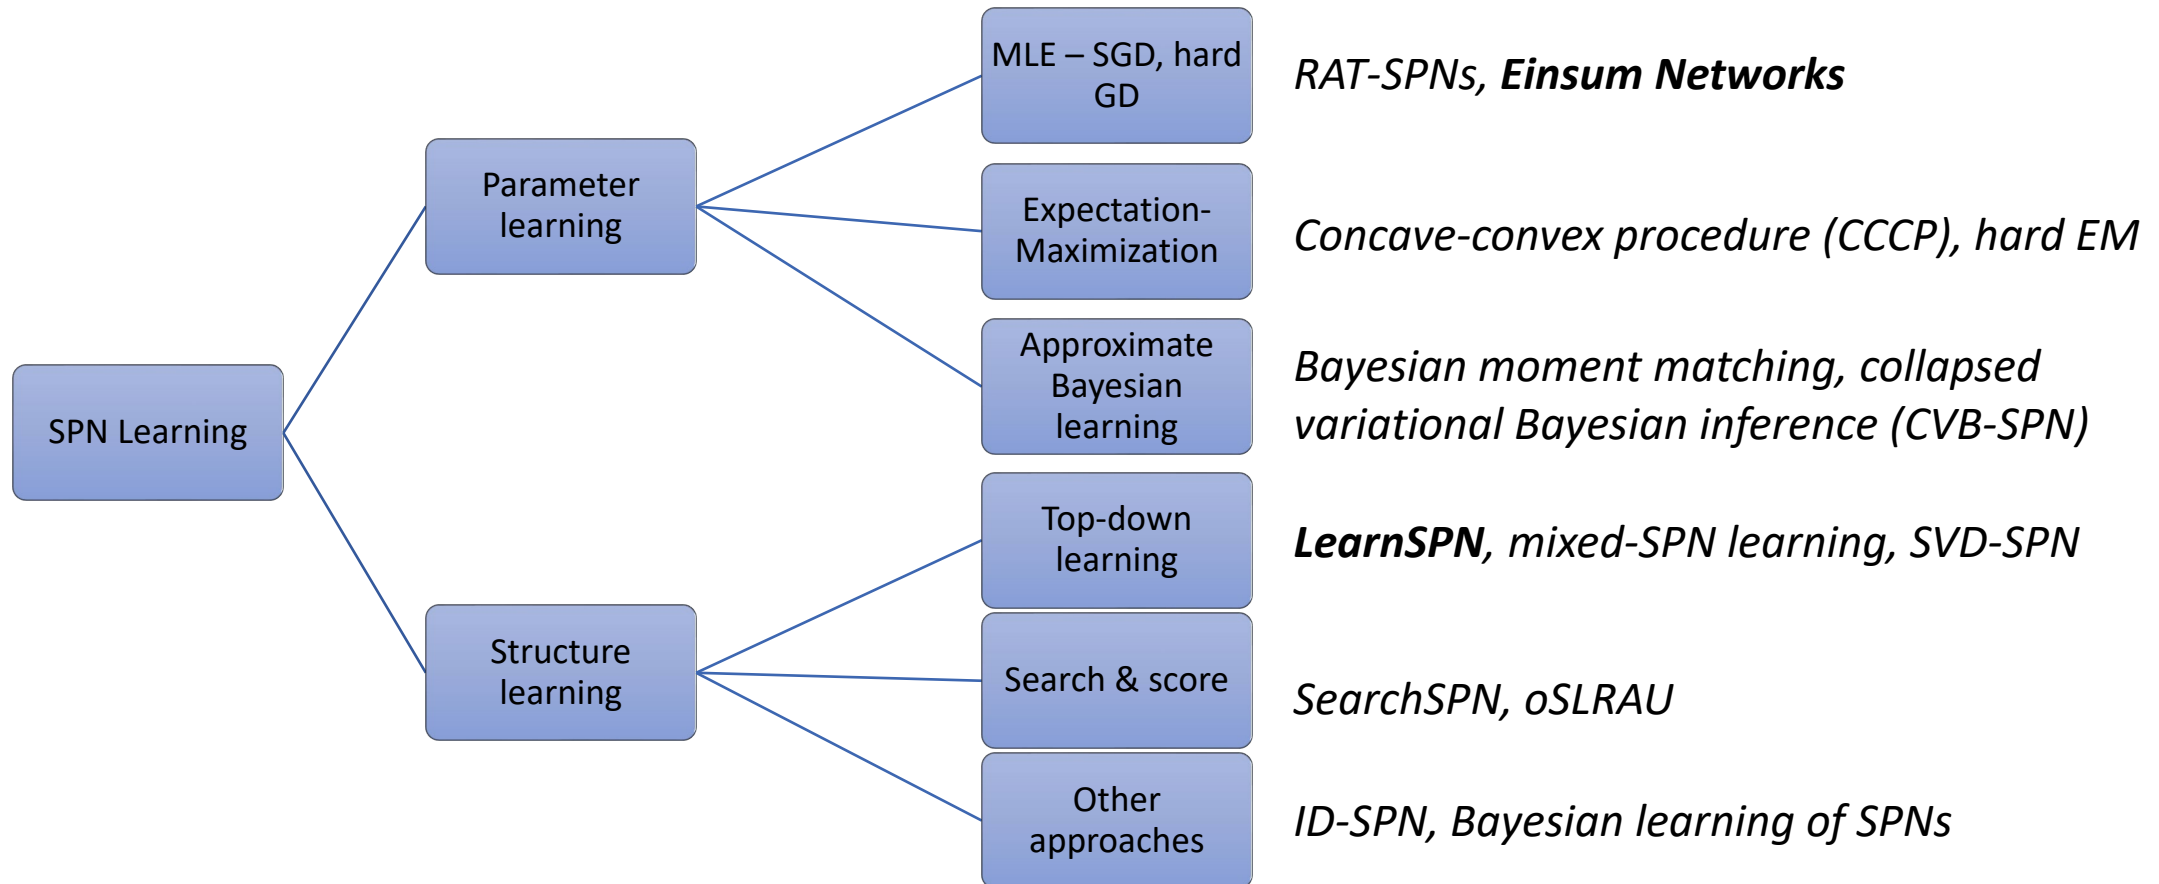 MLE – SGD, hard
GD
RAT-SPNs, Einsum Networks
Parameter
learning
Expectation-
Maximization
Concave-convex procedure (CCCP), hard EM
Approximate
Bayesian
learning
Bayesian moment matching, collapsed
variational Bayesian inference (CVB-SPN)
SPN Learning
Top-down
learning
LearnSPN, mixed-SPN learning, SVD-SPN
Structure
learning
Search & score
SearchSPN, oSLRAU
Other
approaches
ID-SPN, Bayesian learning of SPNs